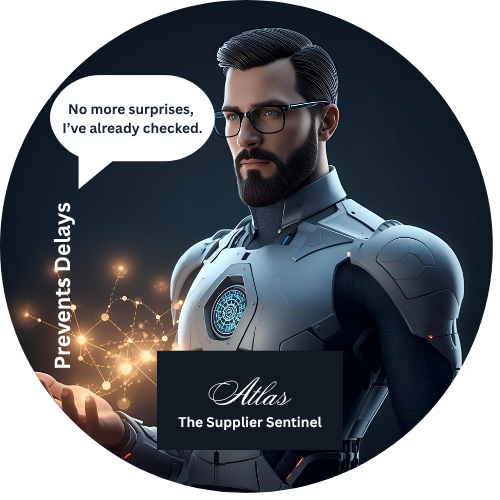 No more surprises,
I've already checked.
Prevents Delays
Atlas
The Supplier Sentinel